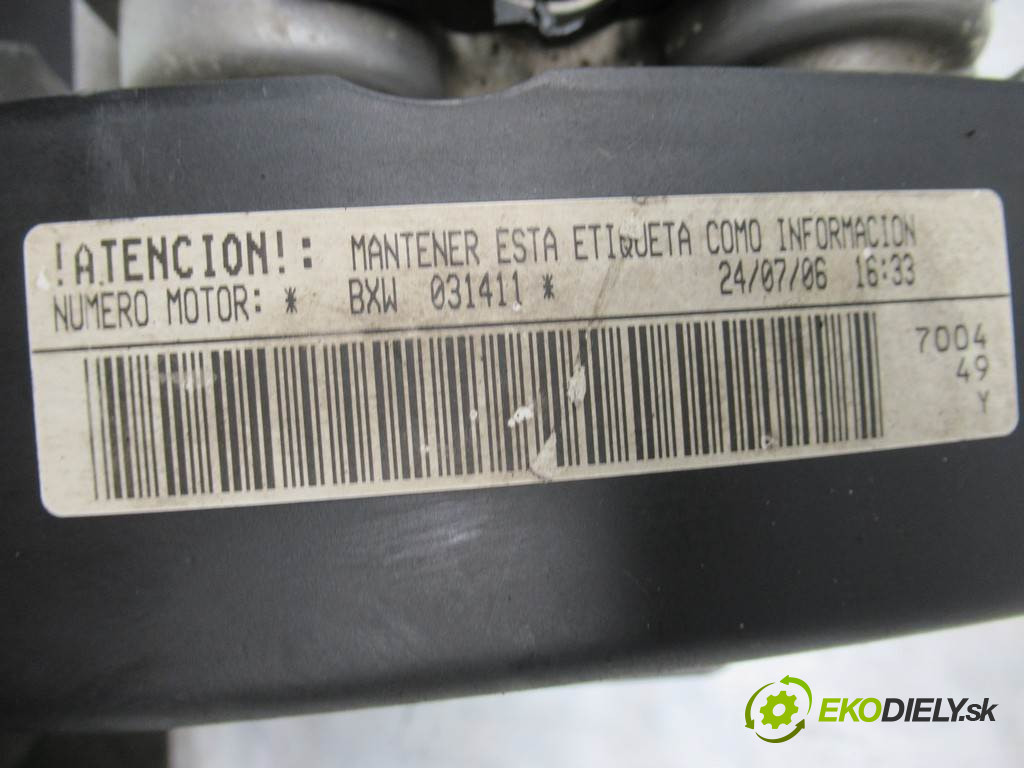 !ATENCION!: MANTENER ESTA ETIQUETA COMO INFORMACION
NUMERO MOTOR: * BXW 031411 * 24/07/06 16:33
7004
49
Y
EKODIELY.sk